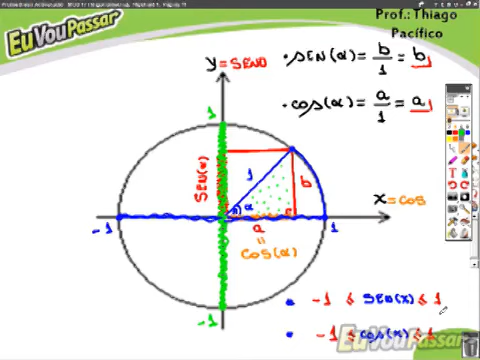 EuVouPassar
Prof.: Thiago
Pacífico
y = SENO
• SEN(α) = b/1 = b
• cos(α) = a/1 = a
1
SEN(α)
1
b
α
-1
a
1
x = COS
=
COS(α)
-1
• -1 ≤ SEN(x) ≤ 1
• -1 ≤ cos(x) ≤ 1
EuVouPassar